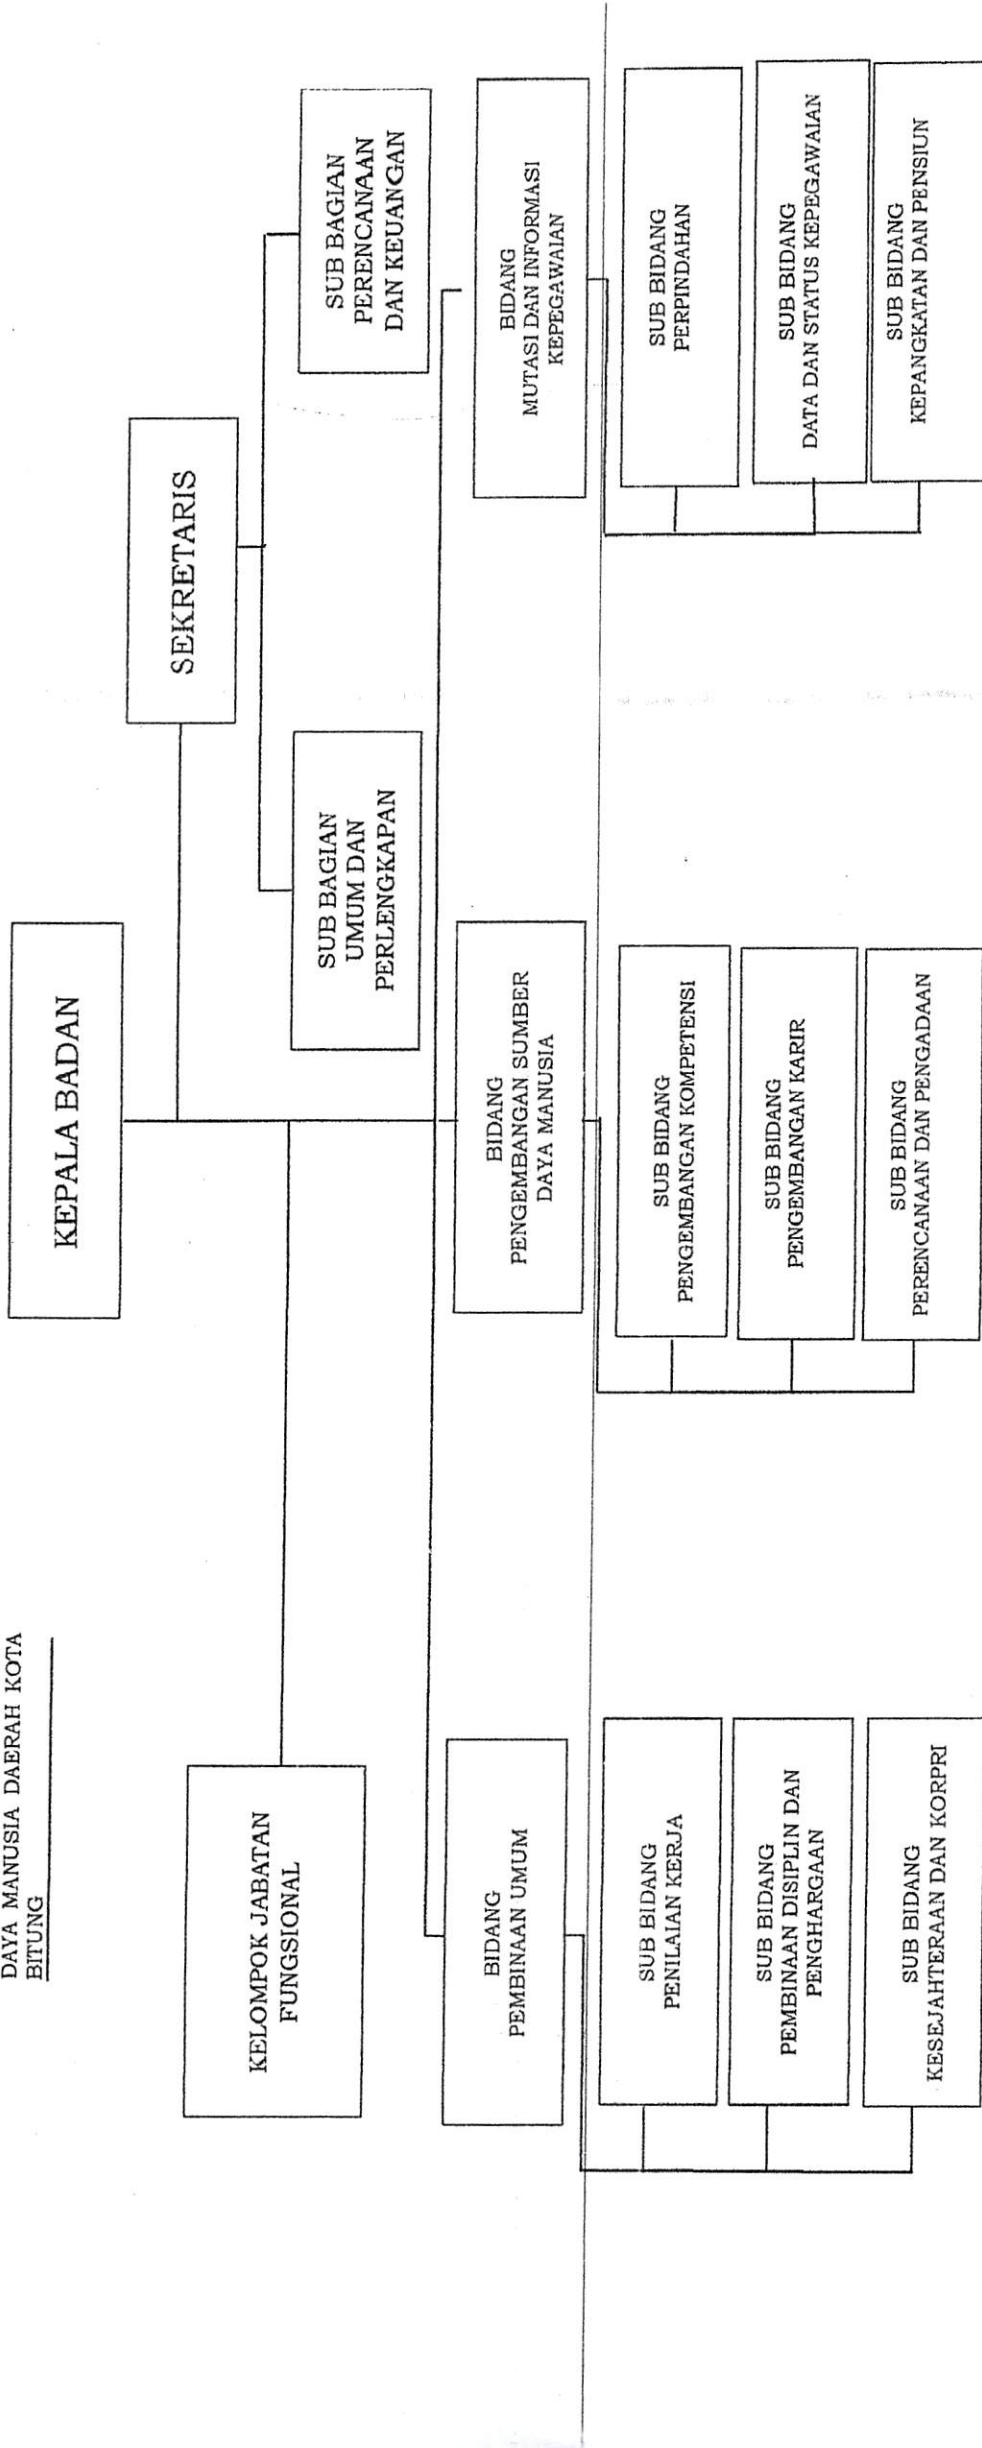 DAYA MANUSIA DAERAH KOTA
BITUNG
KEPALA BADAN
SEKRETARIS
KELOMPOK JABATAN
FUNGSIONAL
SUB BAGIAN
UMUM DAN
PERLENGKAPAN
SUB BAGIAN
PERENCANAAN
DAN KEUANGAN
BIDANG
PEMBINAAN UMUM
BIDANG
PENGEMBANGAN SUMBER
DAYA MANUSIA
BIDANG
MUTASI DAN INFORMASI
KEPEGAWAIAN
SUB BIDANG
PENILAIAN KERJA
SUB BIDANG
PEMBINAAN DISIPLIN DAN
PENGHARGAAN
SUB BIDANG
KESEJAHTERAAN DAN KORPRI
SUB BIDANG
PENGEMBANGAN KOMPETENSI
SUB BIDANG
PENGEMBANGAN KARIR
SUB BIDANG
PERENCANAAN DAN PENGADAAN
SUB BIDANG
PERPINDAHAN
SUB BIDANG
DATA DAN STATUS KEPEGAWAIAN
SUB BIDANG
KEPANGKATAN DAN PENSIUN